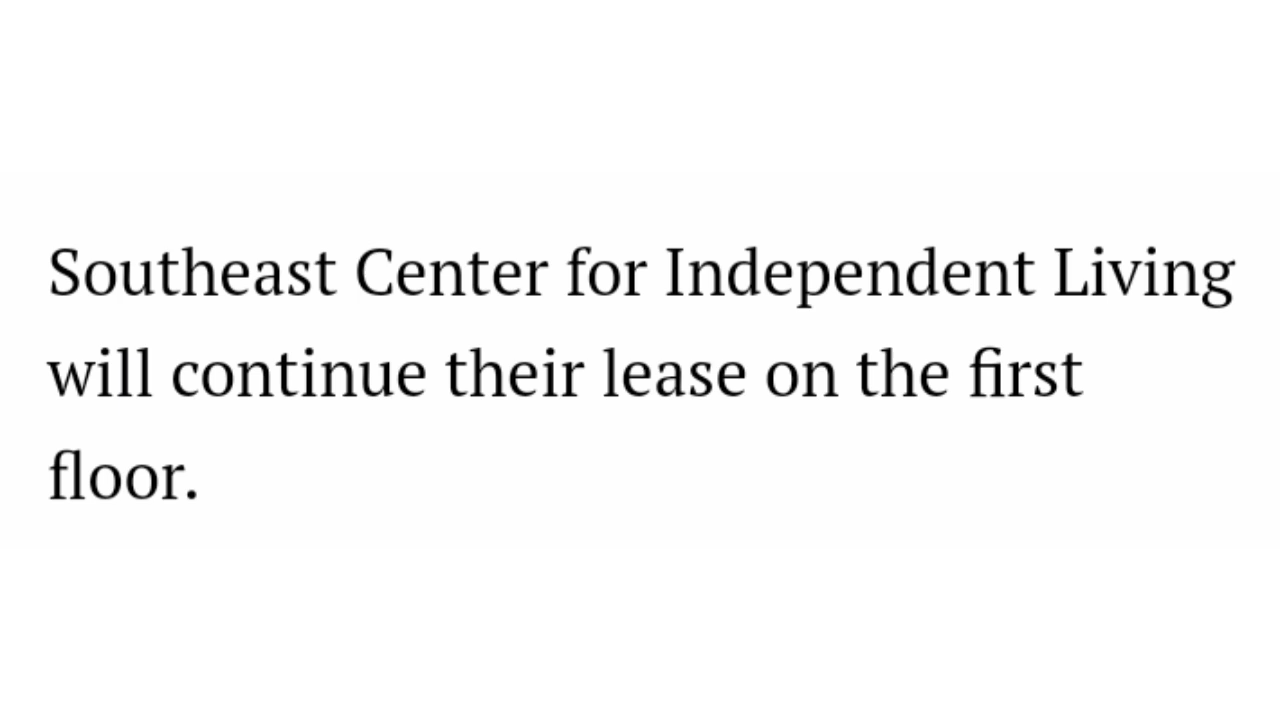 Southeast Center for Independent Living
will continue their lease on the first
floor.